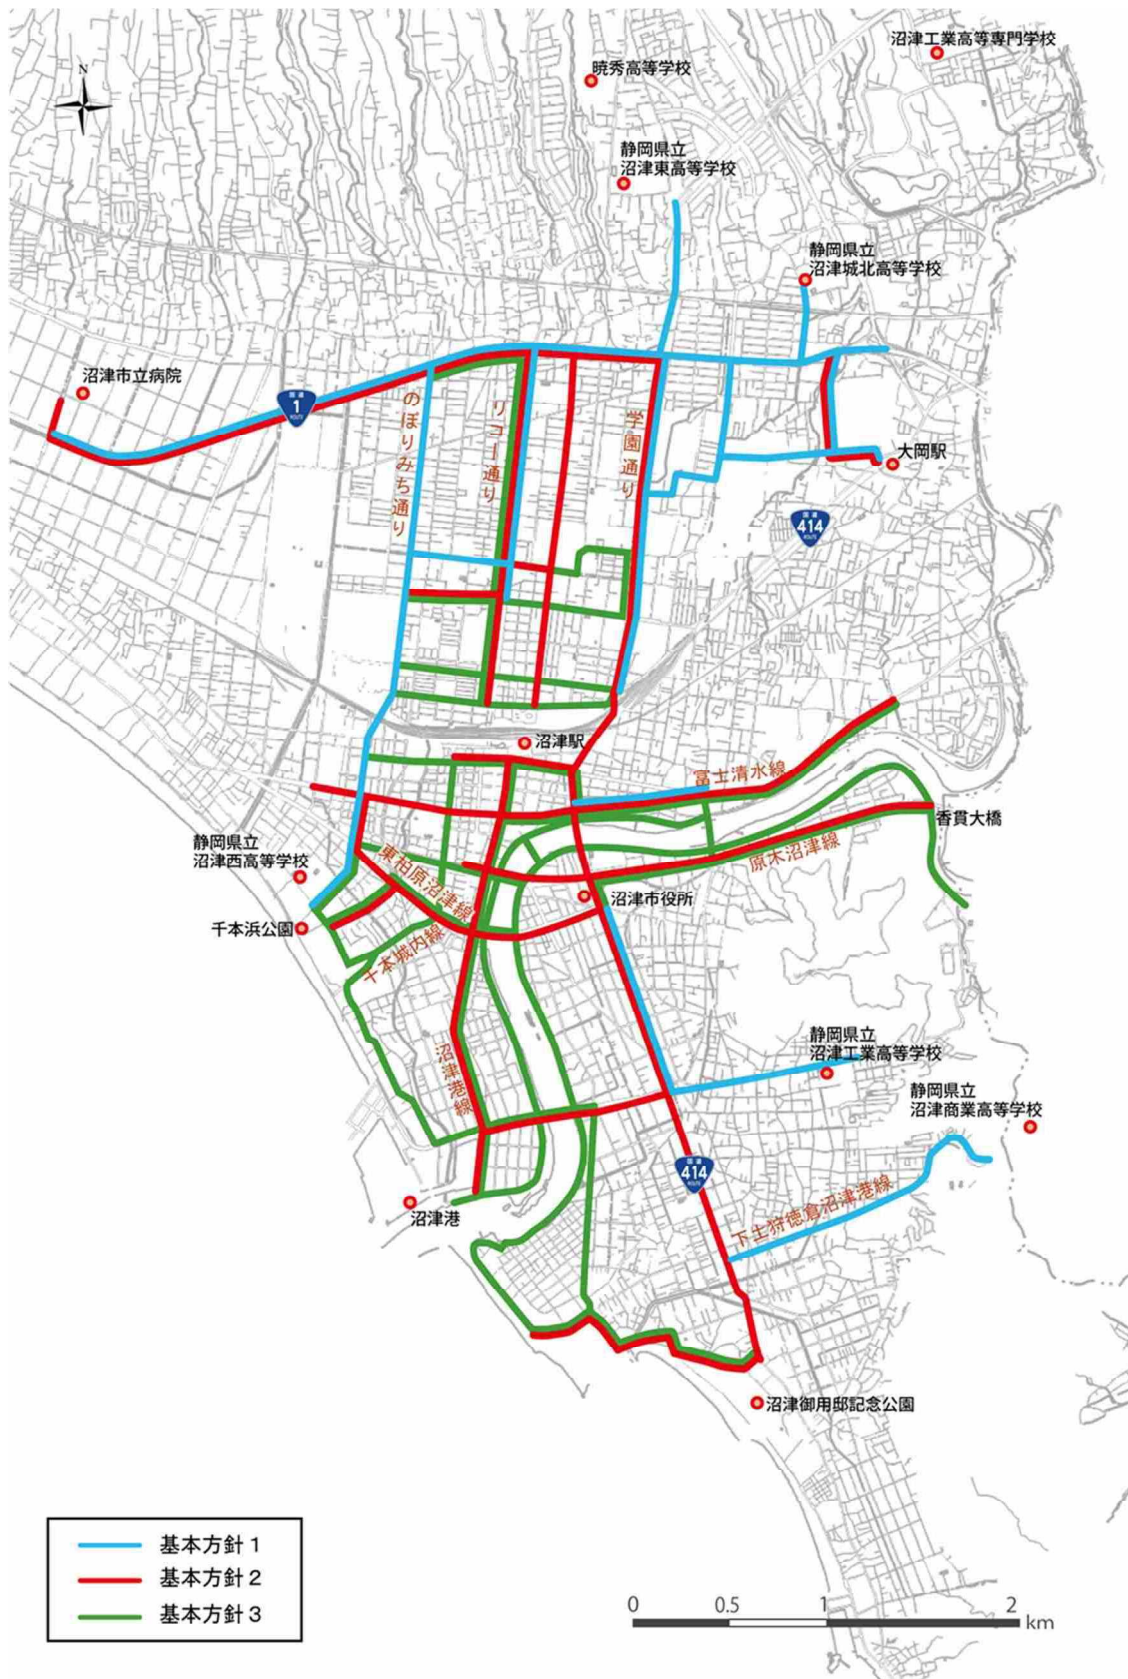 沼津工業高等専門学校
暁秀高等学校
N
静岡県立
沼津東高等学校
静岡県立
沼津城北高等学校
沼津市立病院
国道
1
ROUTE
のぼりみち通り
リコー通り
学園通り
大岡駅
国道
414
ROUTE
沼津駅
富士清水線
香貫大橋
静岡県立
沼津西高等学校
東柏原沼津線
原木沼津線
沼津市役所
千本浜公園
千本城内線
静岡県立
沼津工業高等学校
沼津港線
静岡県立
沼津商業高等学校
国道
414
ROUTE
沼津港
下土狩徳倉沼津港線
沼津御用邸記念公園
基本方針1
基本方針2
基本方針3
0 0.5 1 2
km